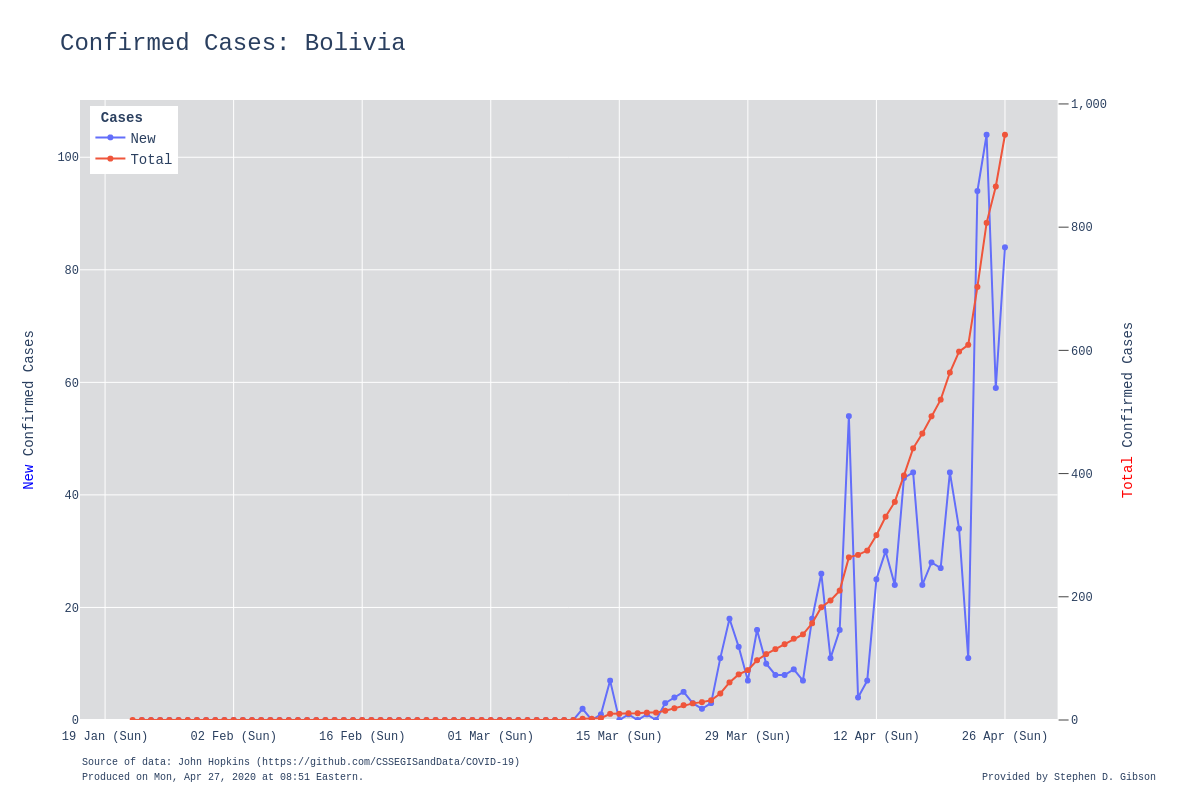 Confirmed Cases: Bolivia
Cases
New
Total
100
80
60
40
20
0
New Confirmed Cases
1,000
800
600
400
200
0
Total Confirmed Cases
19 Jan (Sun)
02 Feb (Sun)
16 Feb (Sun)
01 Mar (Sun)
15 Mar (Sun)
29 Mar (Sun)
12 Apr (Sun)
26 Apr (Sun)
Source of data: John Hopkins (https://github.com/CSSEGISandData/COVID-19)
Produced on Mon, Apr 27, 2020 at 08:51 Eastern.
Provided by Stephen D. Gibson